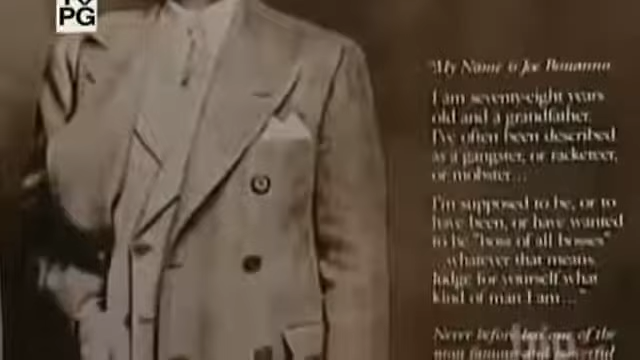 TV
PG
"My Name is Joe Bonanno
I am seventy-eight years
old and a grandfather.
I've often been described
as a gangster, or racketeer,
or mobster...
I'm supposed to be, or to
have been, or have wanted
to be "boss of all bosses"
- whatever that means.
Judge for yourself what
kind of man I am..."
Never before has one of the
most